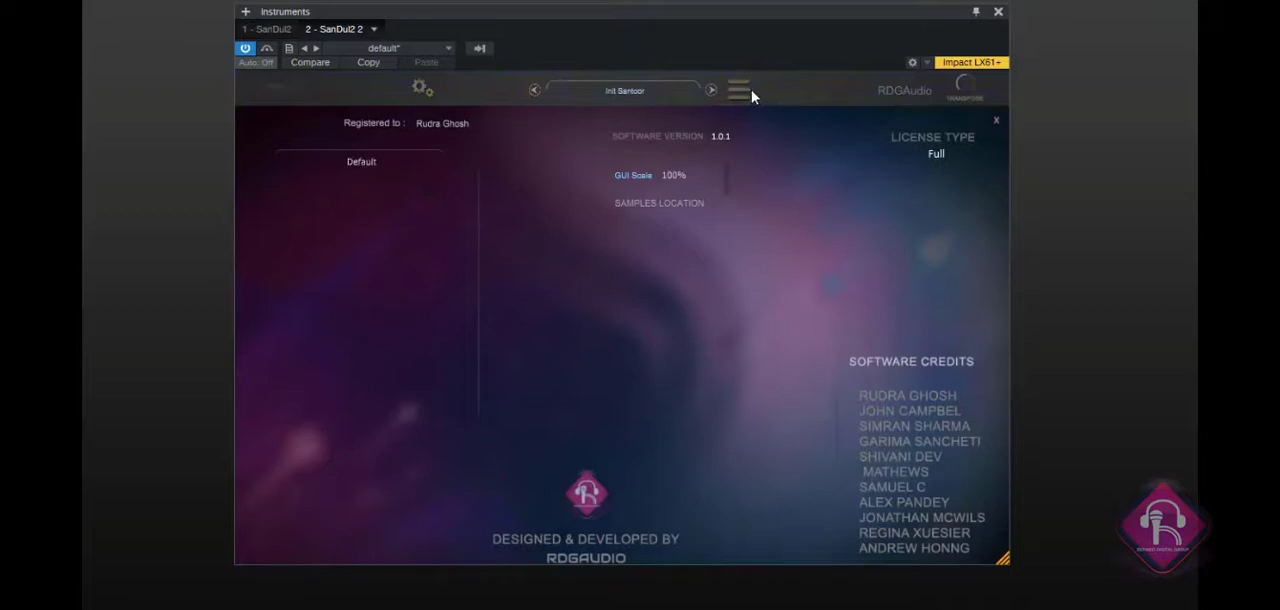 Instruments
1 - SanDul2 2 - SanDul2 2
default*
Auto: Off Compare Copy Paste Impact LX61+
Init Santoor RDGAudio TRANSPOSE
Registered to : Rudra Ghosh
Default
SOFTWARE VERSION 1.0.1
GUI Scale 100%
SAMPLES LOCATION
X
LICENSE TYPE
Full
SOFTWARE CREDITS
RUDRA GHOSH
JOHN CAMPBEL
SIMRAN SHARMA
GARIMA SANCHETI
SHIVANI DEV
MATHEWS
SAMUEL C
ALEX PANDEY
JONATHAN MCWILS
REGINA XUESIER
ANDREW HONNG
DESIGNED & DEVELOPED BY
RDGAUDIO